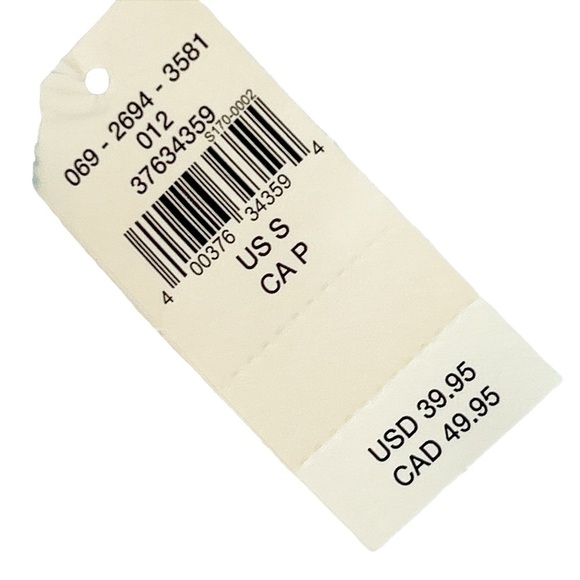 069 - 2694 - 3581
012
37634359
S170-0002
4 00376 34359 4
US S
CA P
USD 39.95
CAD 49.95